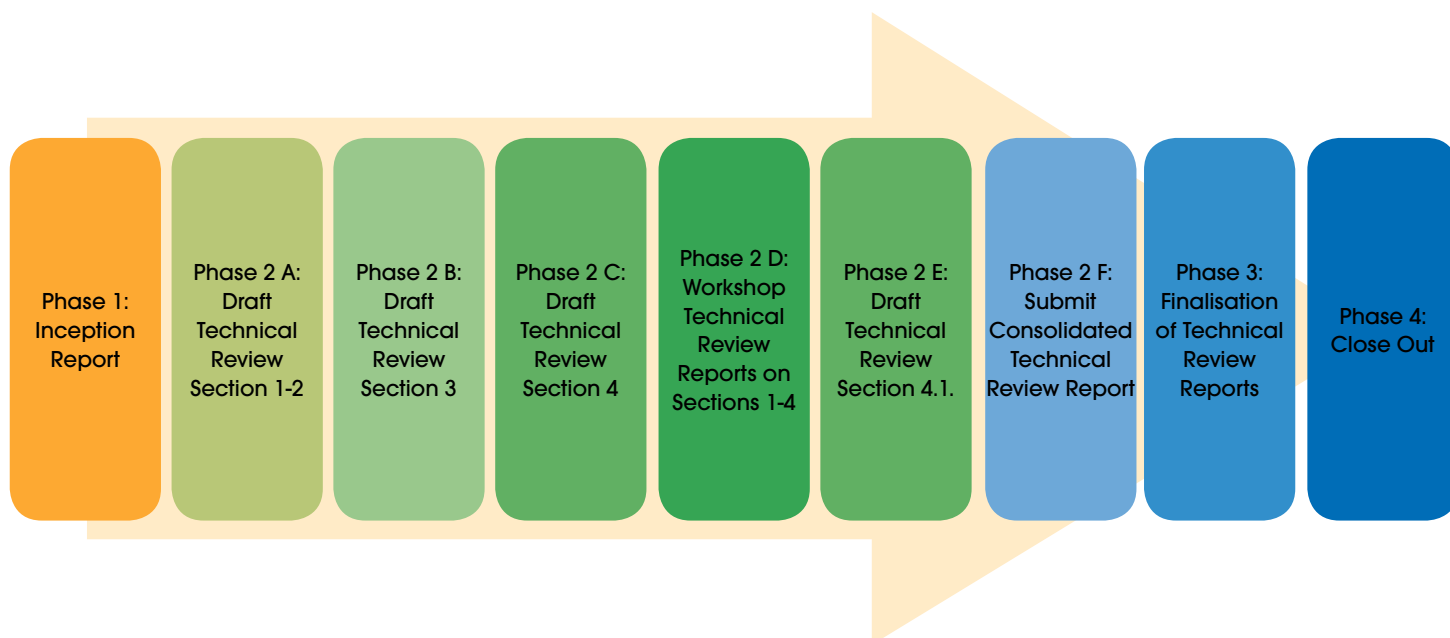 Phase 1:
Inception
Report
Phase 2 A:
Draft
Technical
Review
Section 1-2
Phase 2 B:
Draft
Technical
Review
Section 3
Phase 2 C:
Draft
Technical
Review
Section 4
Phase 2 D:
Workshop
Technical
Review
Reports on
Sections 1-4
Phase 2 E:
Draft
Technical
Review
Section 4.1.
Phase 2 F:
Submit
Consolidated
Technical
Review Report
Phase 3:
Finalisation
of Technical
Review
Reports
Phase 4:
Close Out